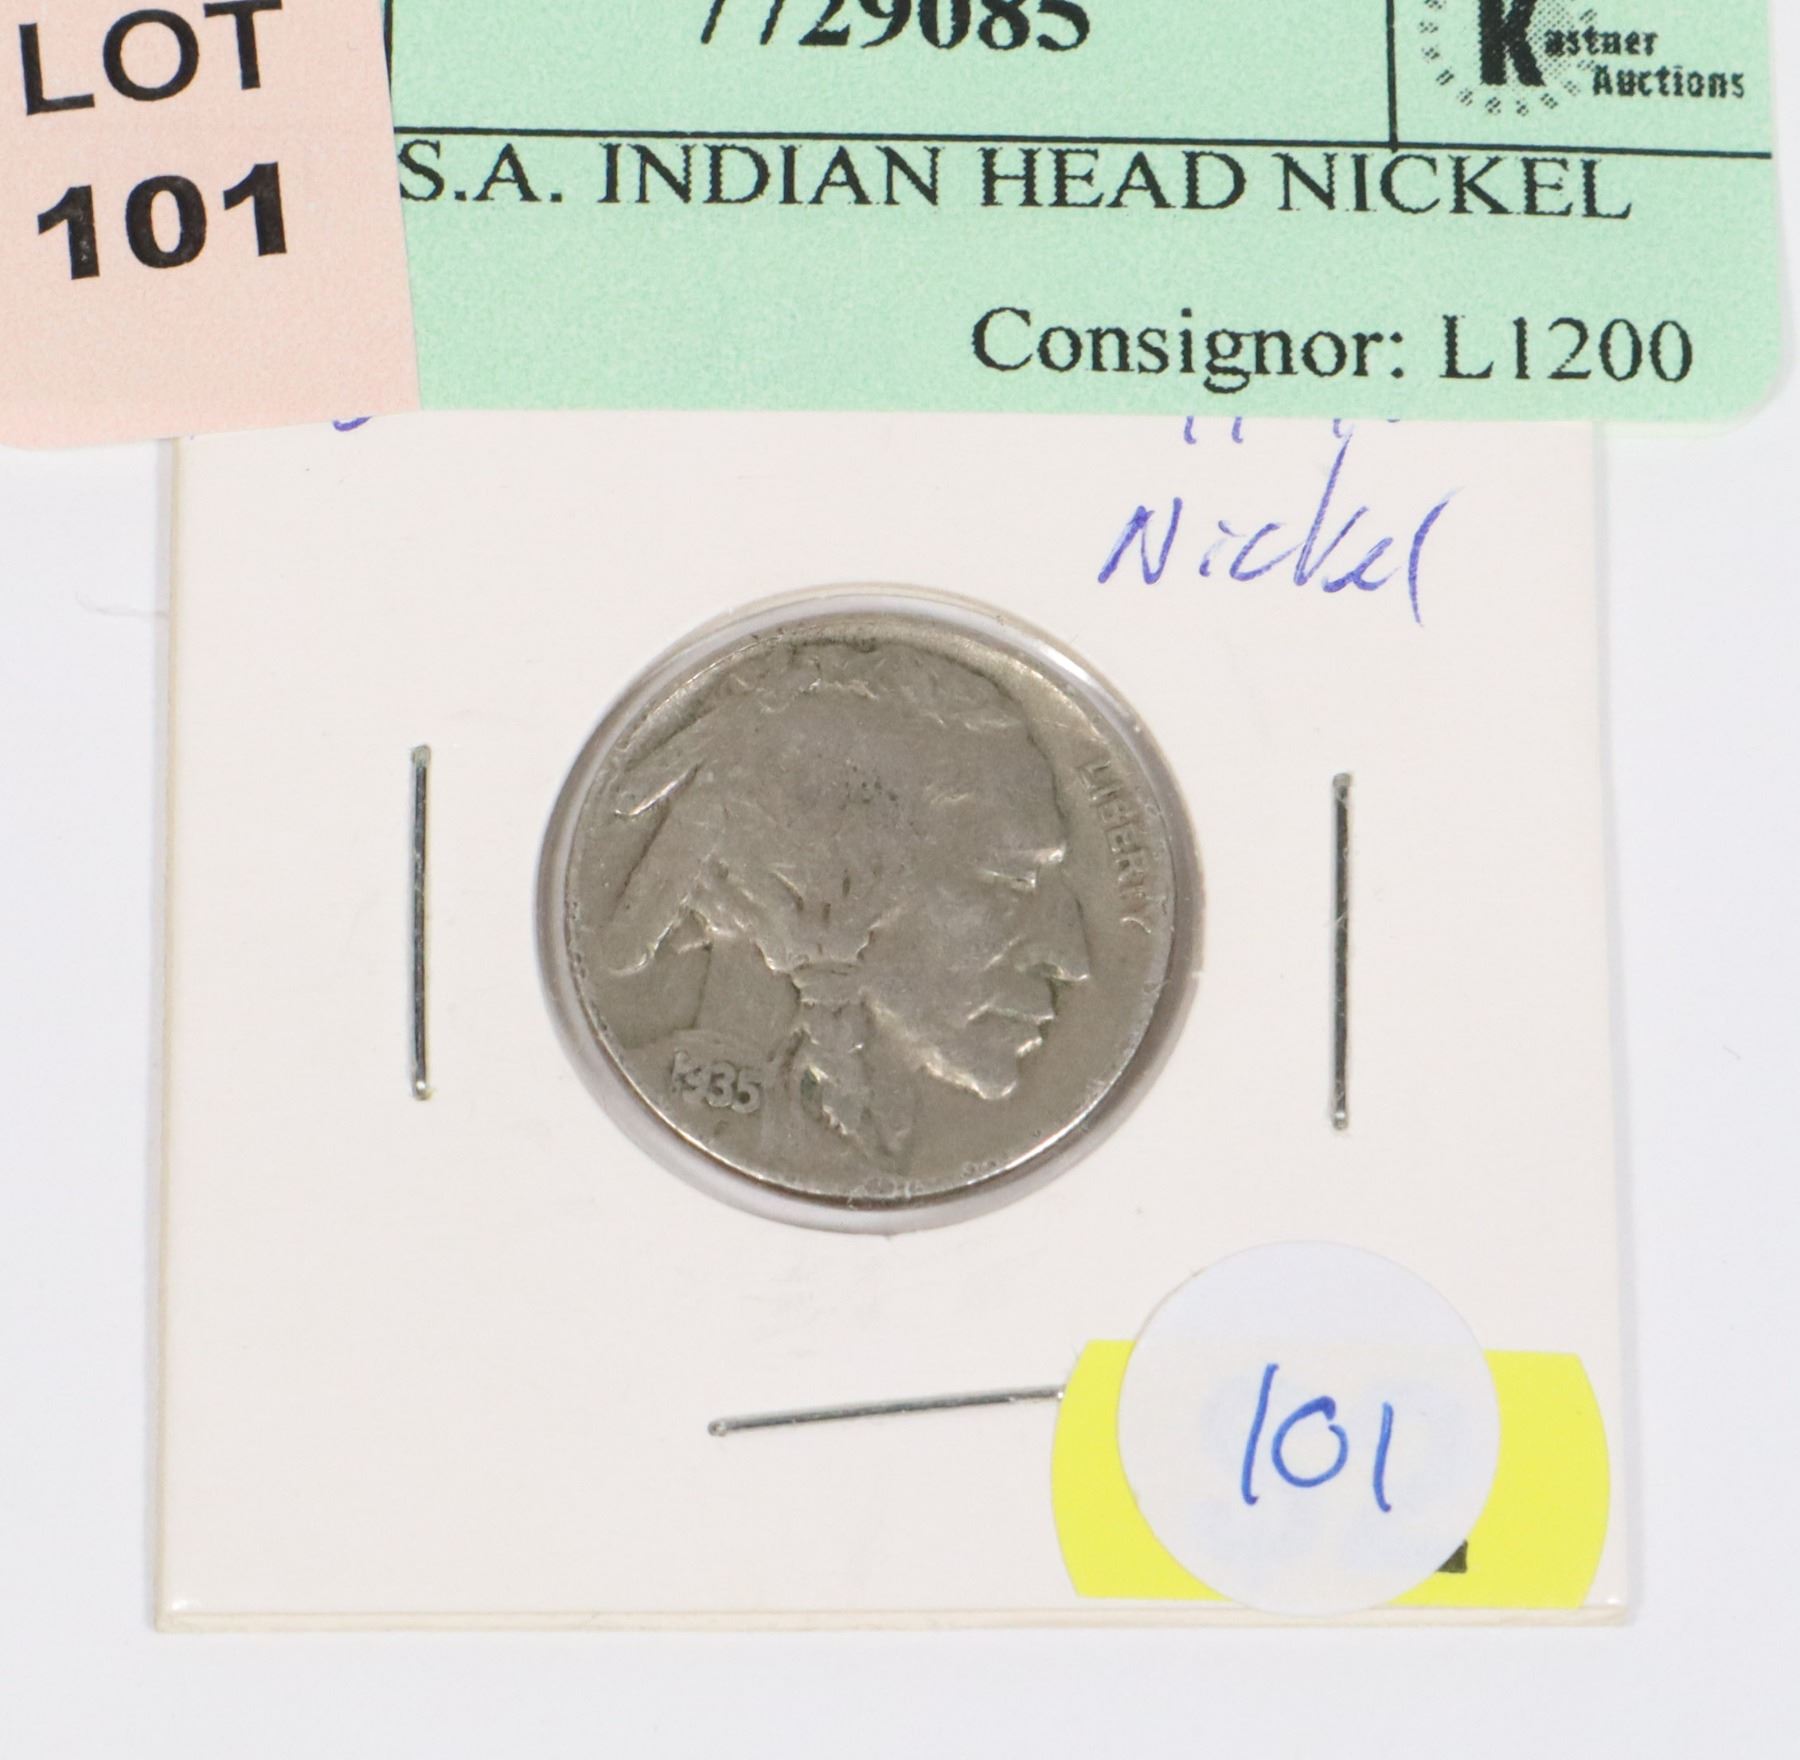 LOT
101
7729085
Kastner
Auctions
S.A. INDIAN HEAD NICKEL
Consignor: L1200
Nickel
LIBERTY
1935
101